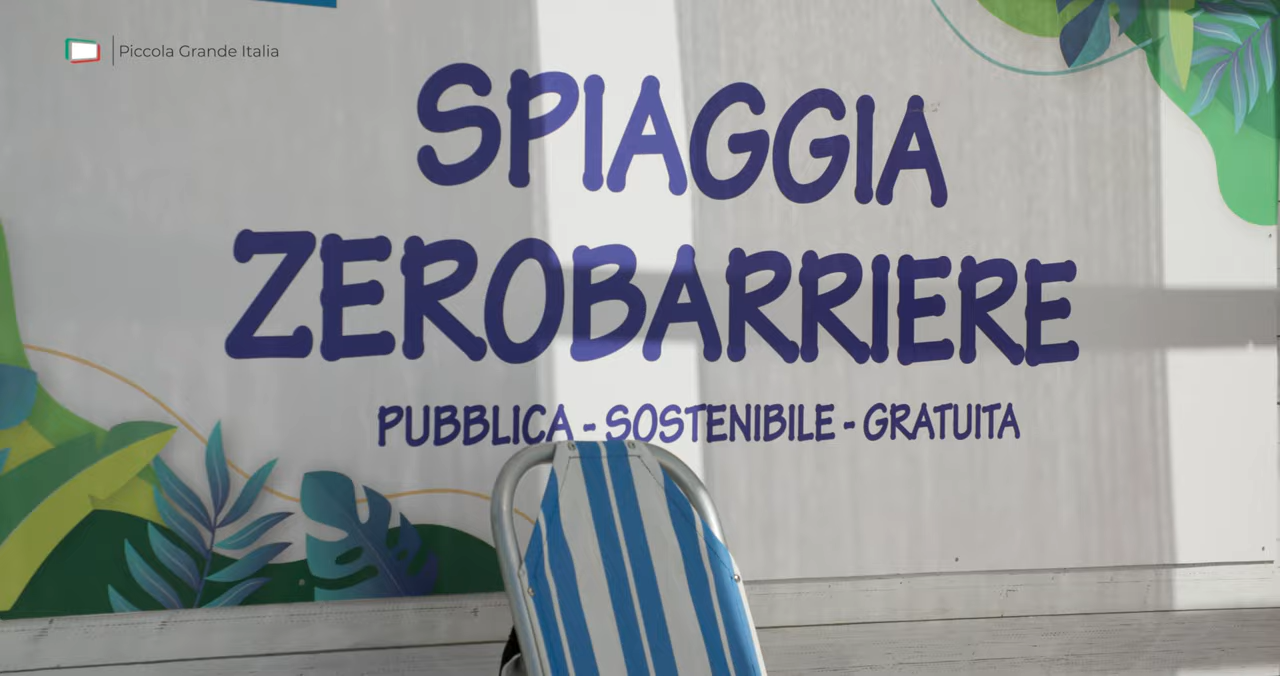 Piccola Grande Italia
SPIAGGIA
ZEROBARRIERE
PUBBLICA - SOSTENIBILE - GRATUITA